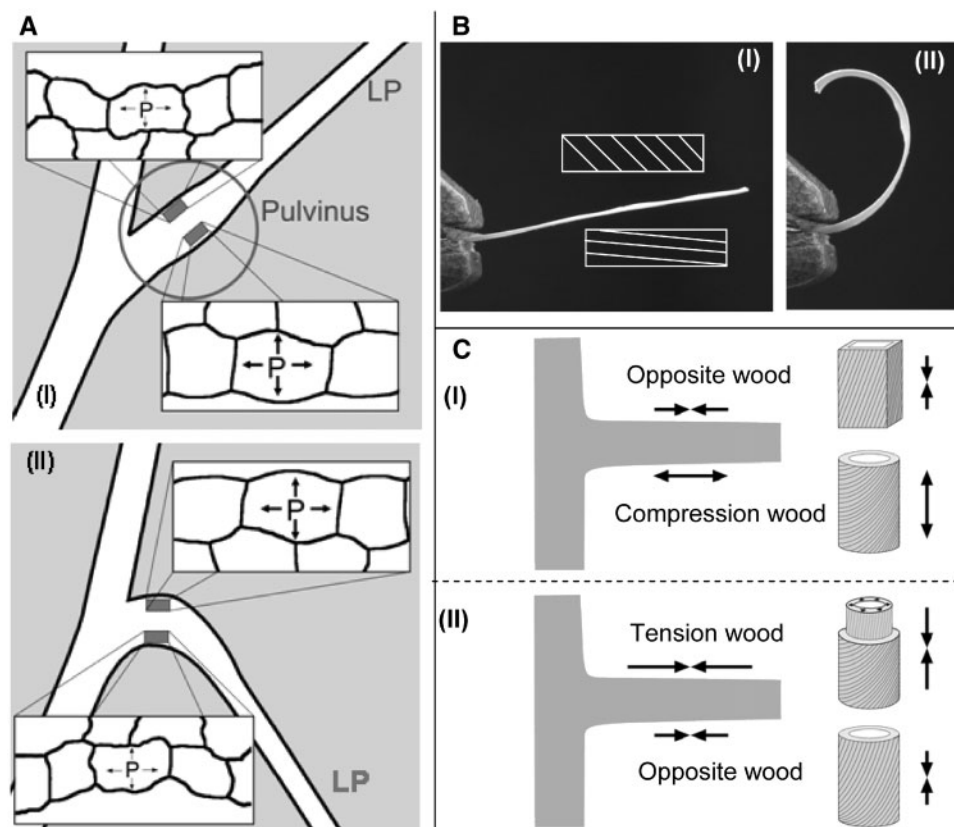 A
P
LP
Pulvinus
P
(I)
(II)
P
P
LP
B
(I)
(II)
C
(I)
Opposite wood
Compression wood
(II)
Tension wood
Opposite wood